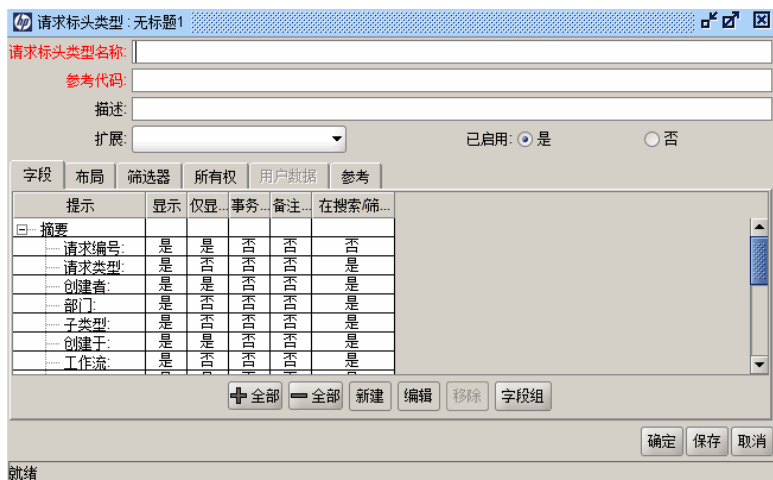 hp 请求标头类型 : 无标题1
请求标头类型名称:
参考代码:
描述:
扩展: 已启用: 是 否
字段 布局 筛选器 所有权 用户数据 参考
提示 显示 仅显... 事务... 备注... 在搜索/筛...
摘要
请求编号: 是 是 否 否 否
请求类型: 是 否 否 否 是
创建者: 是 是 否 否 是
部门: 是 否 否 否 是
子类型: 是 否 否 否 是
创建于: 是 是 否 否 是
工作流: 是 否 否 否 是
全部 全部 新建 编辑 移除 字段组
确定 保存 取消
就绪